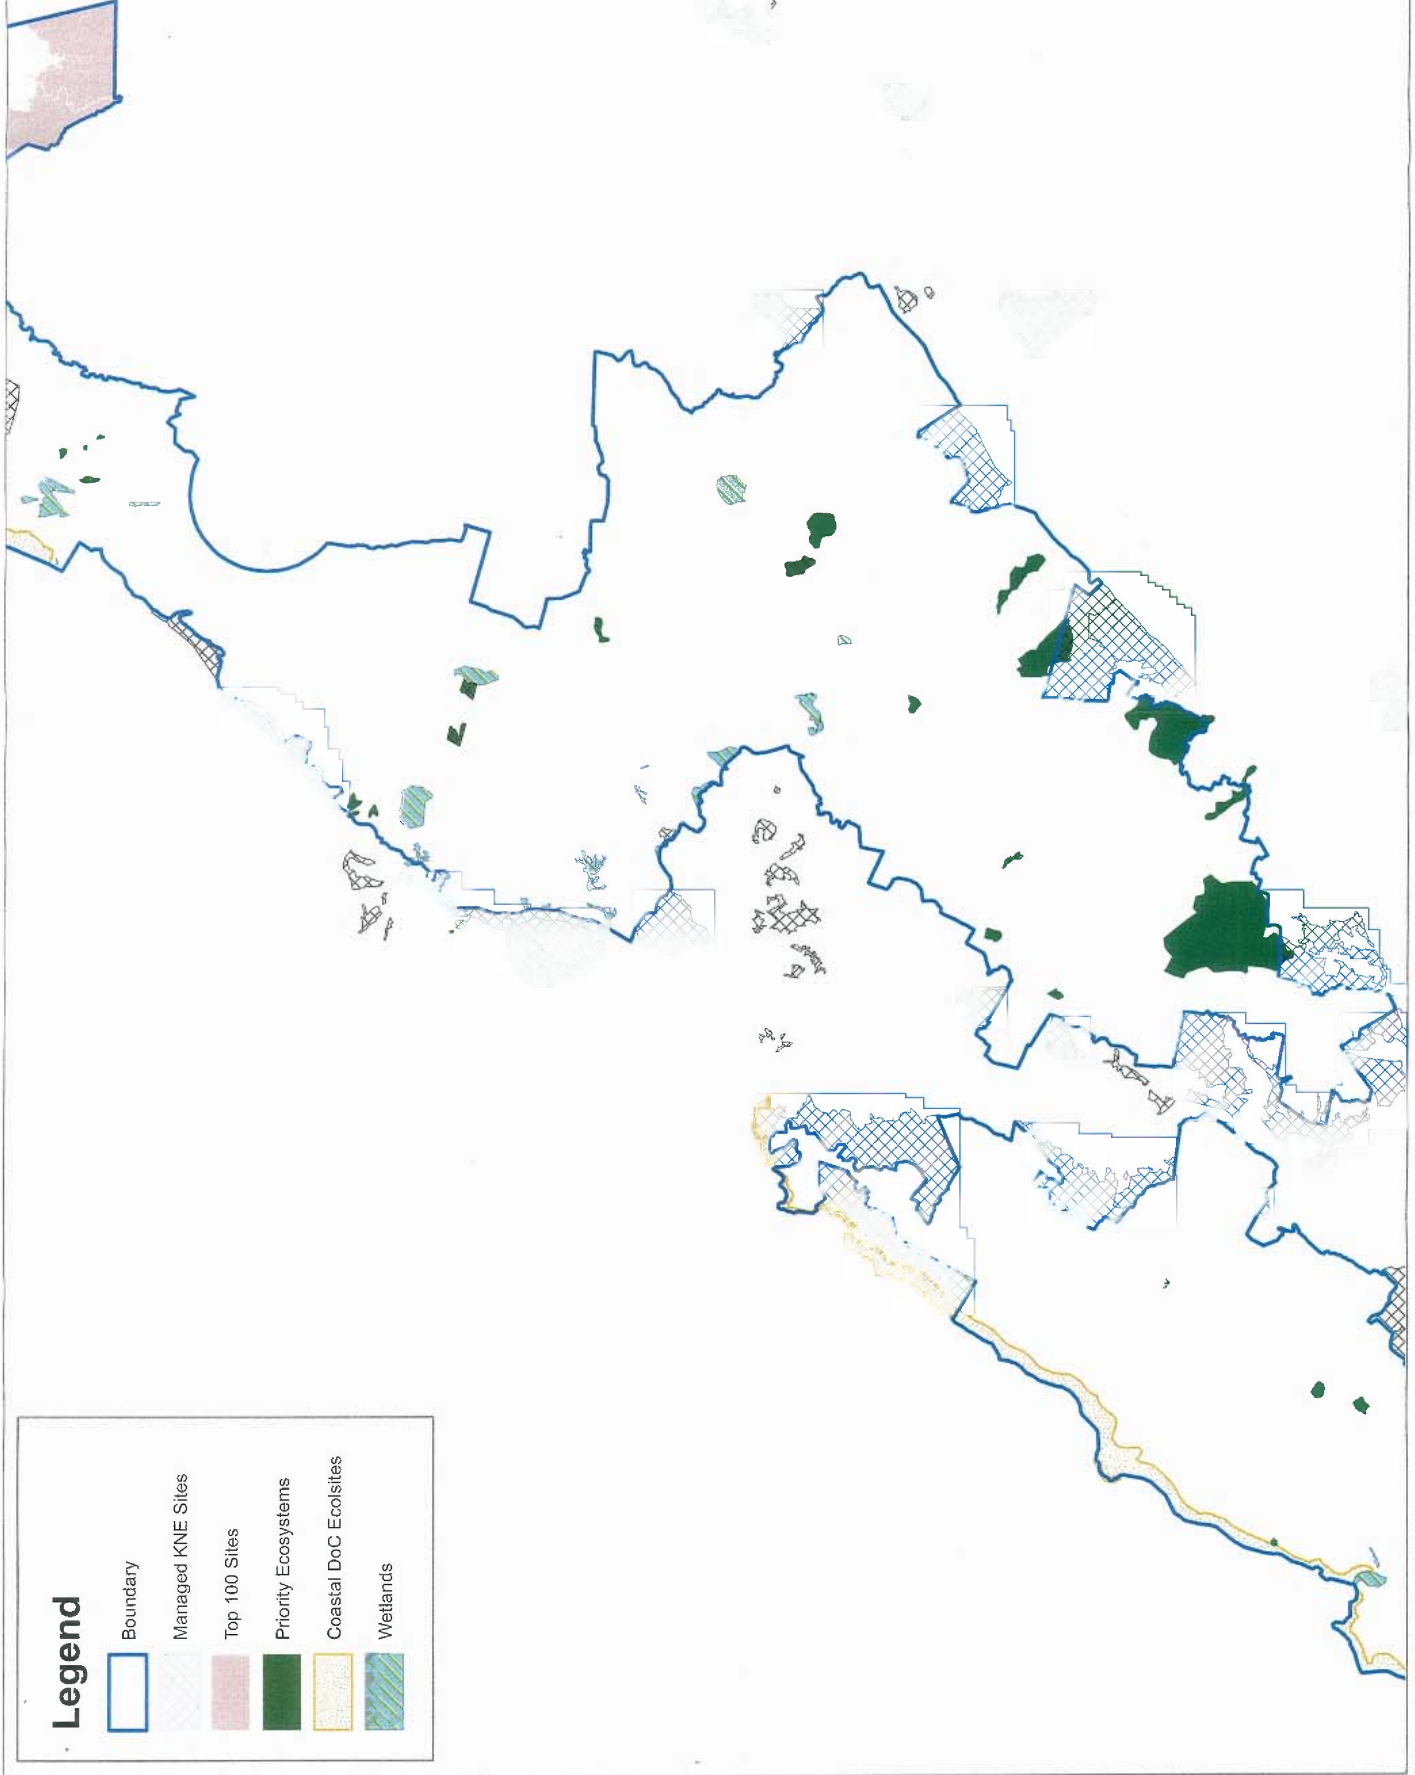 Legend
Boundary
Managed KNE Sites
Top 100 Sites
Priority Ecosystems
Coastal DoC Ecolsites
Wetlands